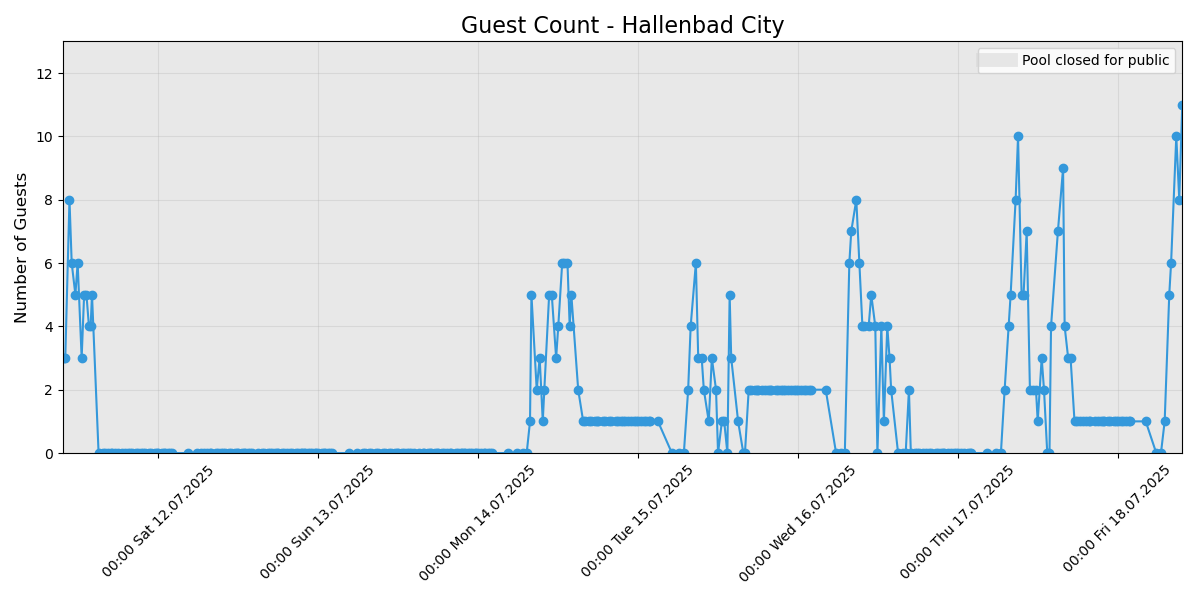 Guest Count - Hallenbad City
Pool closed for public
Number of Guests
12
10
8
6
4
2
0
00:00 Sat 12.07.2025
00:00 Sun 13.07.2025
00:00 Mon 14.07.2025
00:00 Tue 15.07.2025
00:00 Wed 16.07.2025
00:00 Thu 17.07.2025
00:00 Fri 18.07.2025